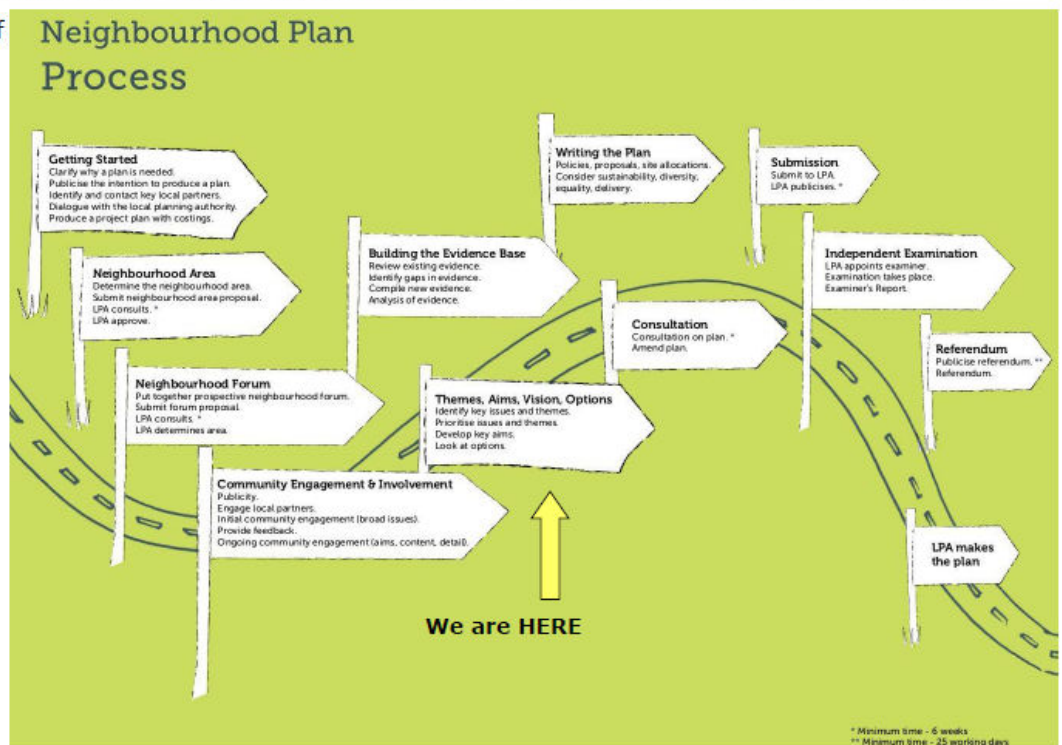 f
Neighbourhood Plan
Process
Getting Started
Clarify why a plan is needed.
Publicise the intention to produce a plan.
Identify and contact key local partners.
Dialogue with the local planning authority.
Produce a project plan with costings.
Neighbourhood Area
Determine the neighbourhood area.
Submit neighbourhood area proposal.
LPA consults. *
LPA approve.
Neighbourhood Forum
Put together prospective neighbourhood forum.
Submit forum proposal.
LPA consults. *
LPA determines area.
Community Engagement & Involvement
Publicity.
Engage local partners.
Initial community engagement (broad issues).
Provide feedback.
Ongoing community engagement (aims, content, detail).
Building the Evidence Base
Review existing evidence.
Identify gaps in evidence.
Compile new evidence.
Analysis of evidence.
Themes, Aims, Vision, Options
Identify key issues and themes.
Prioritise issues and themes.
Develop key aims.
Look at options.
We are HERE
Writing the Plan
Policies, proposals, site allocations.
Consider sustainability, diversity,
equality, delivery.
Consultation
Consultation on plan. *
Amend plan.
Submission
Submit to LPA.
LPA publicises. *
Independent Examination
LPA appoints examiner.
Examination takes place.
Examiner's Report.
Referendum
Publicise referendum. **
Referendum.
LPA makes
the plan
* Minimum time - 6 weeks
** Minimum time - 25 working days